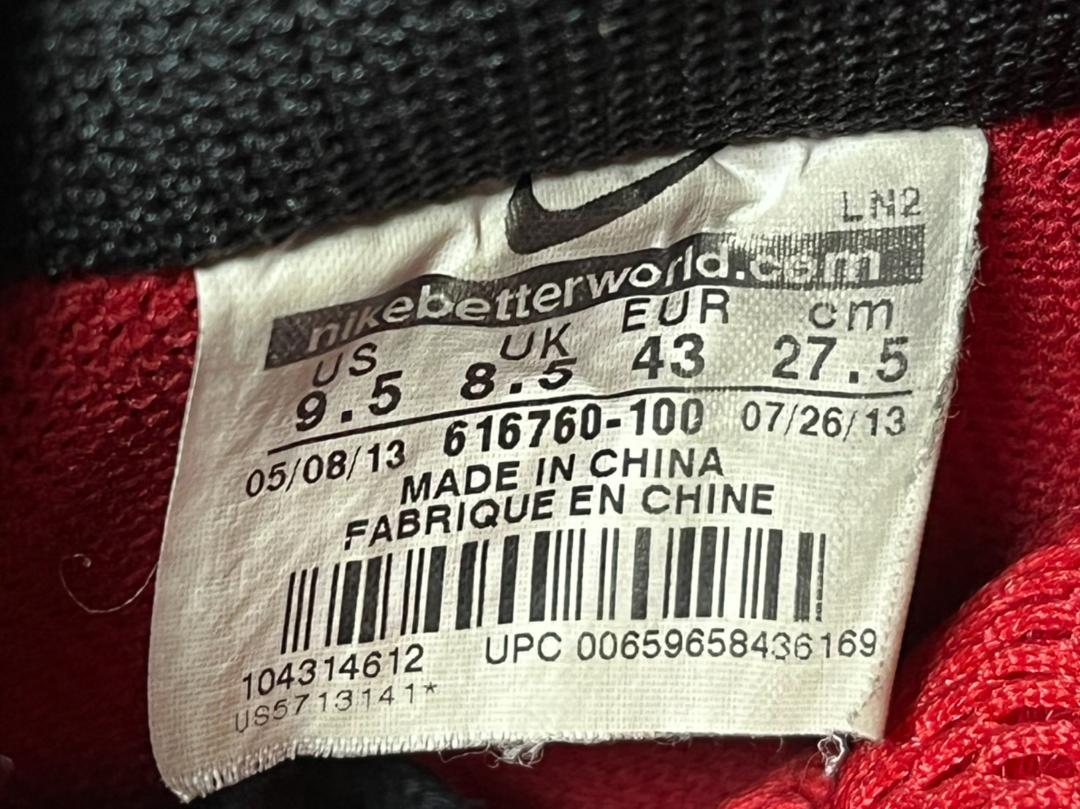 LN2
nikebetterworld.com
US UK EUR cm
9.5 8.5 43 27.5
05/08/13 616760-100 07/26/13
MADE IN CHINA
FABRIQUE EN CHINE
104314612 UPC 00659658436169
US5713141*